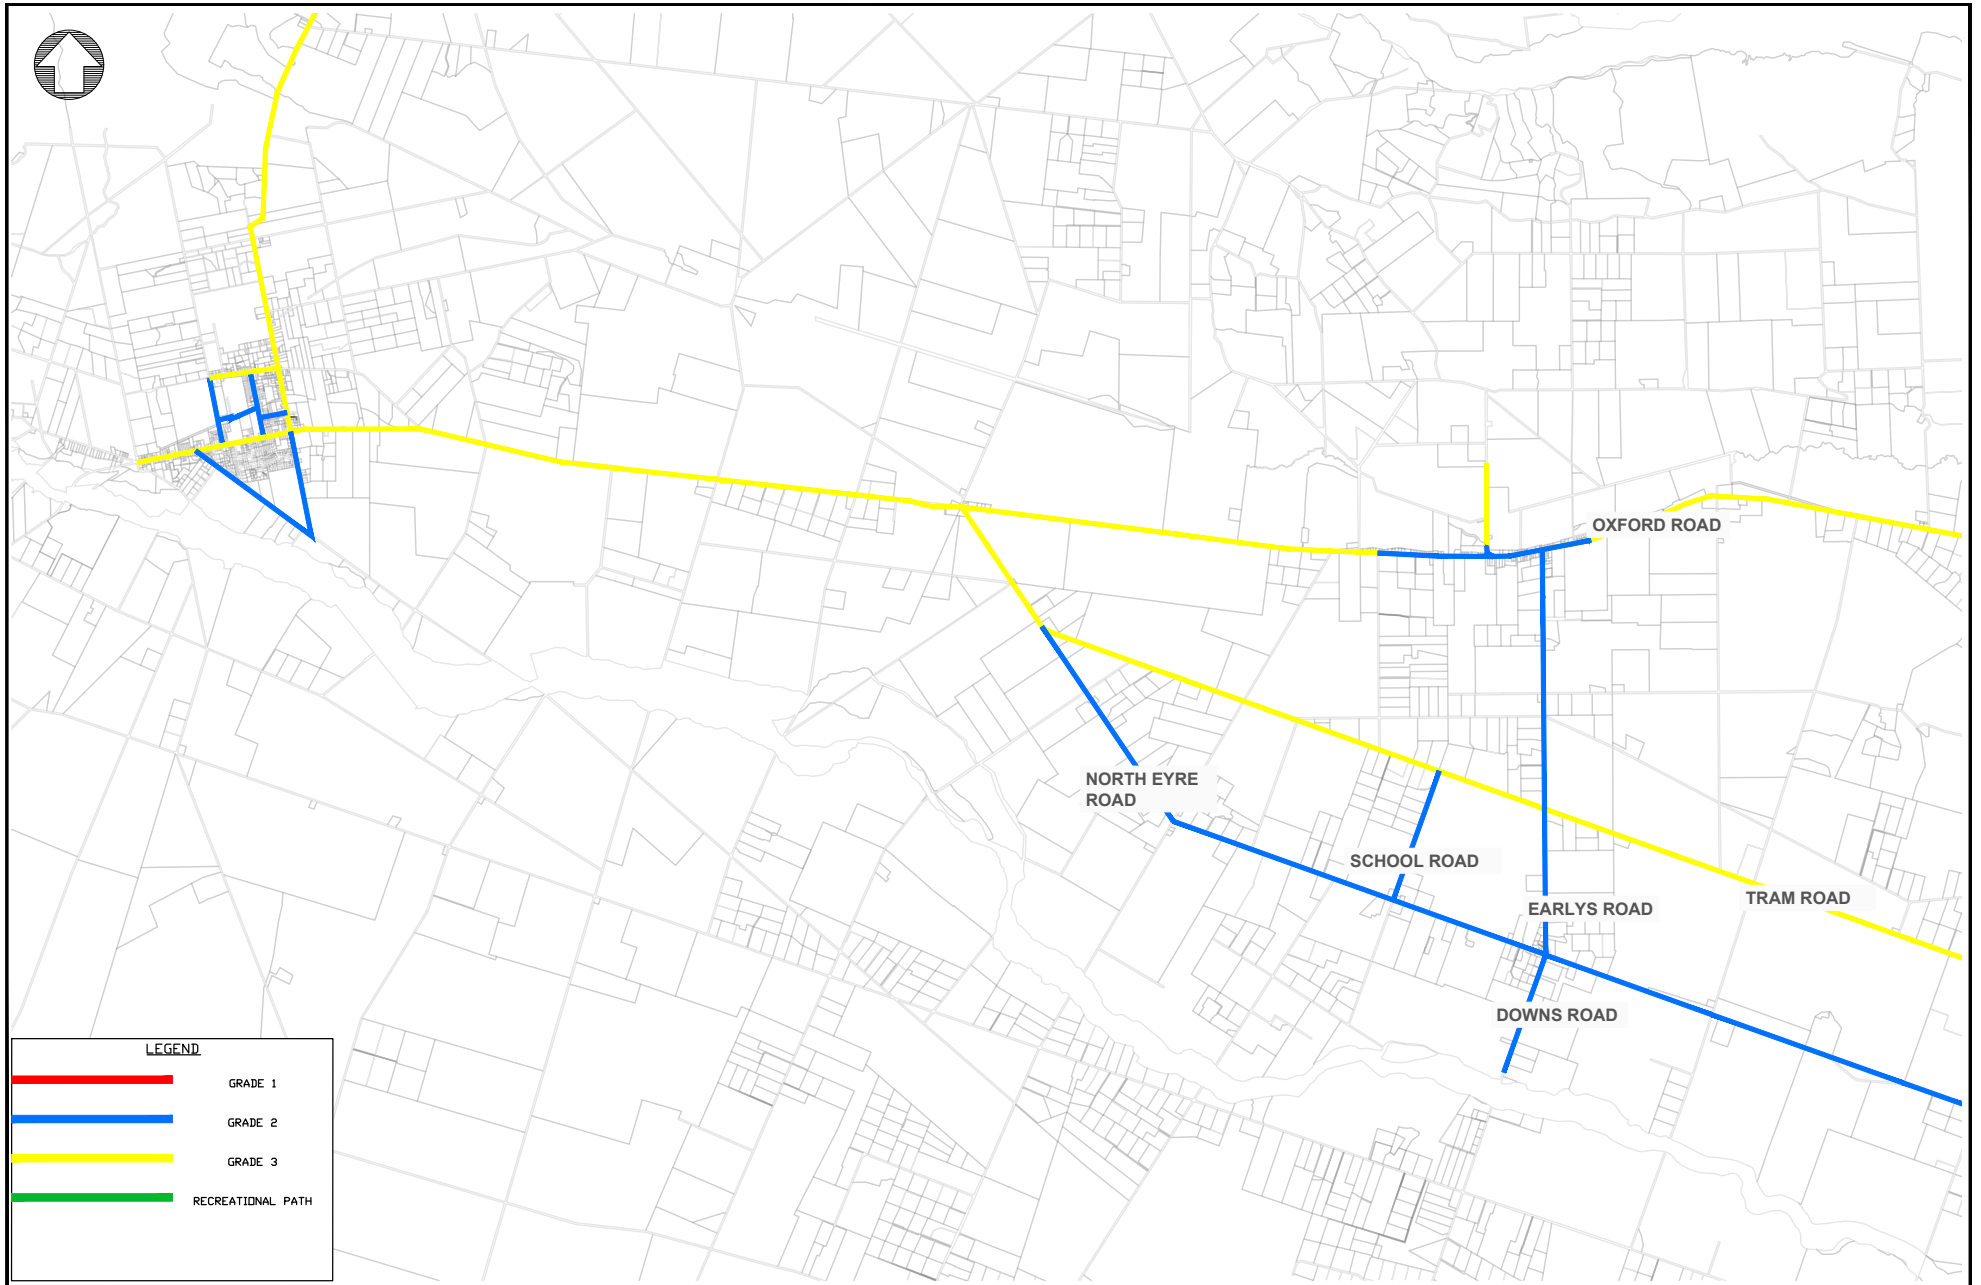 OXFORD ROAD
NORTH EYRE
ROAD
SCHOOL ROAD
TRAM ROAD
EARLYS ROAD
DOWNS ROAD
LEGEND
GRADE 1
GRADE 2
GRADE 3
RECREATIONAL PATH